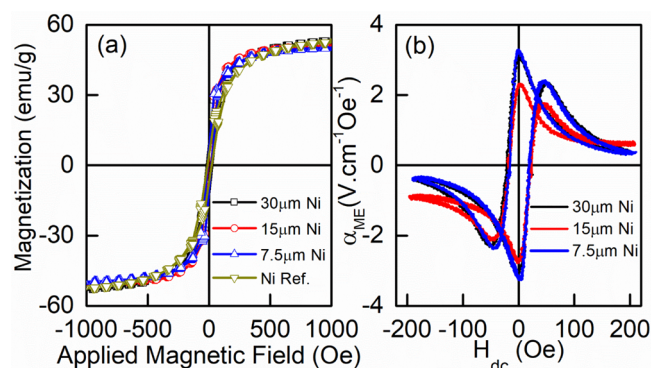 (a)
60
30
0
-30
-60
Magnetization (emu/g)
30μm Ni
15μm Ni
7.5μm Ni
Ni Ref.
-1000 -500 0 500 1000
Applied Magnetic Field (Oe)
(b)
4
2
0
-2
-4
αME(V.cm-1Oe-1)
30μm Ni
15μm Ni
7.5μm Ni
-200 -100 0 100 200
Hdc (Oe)